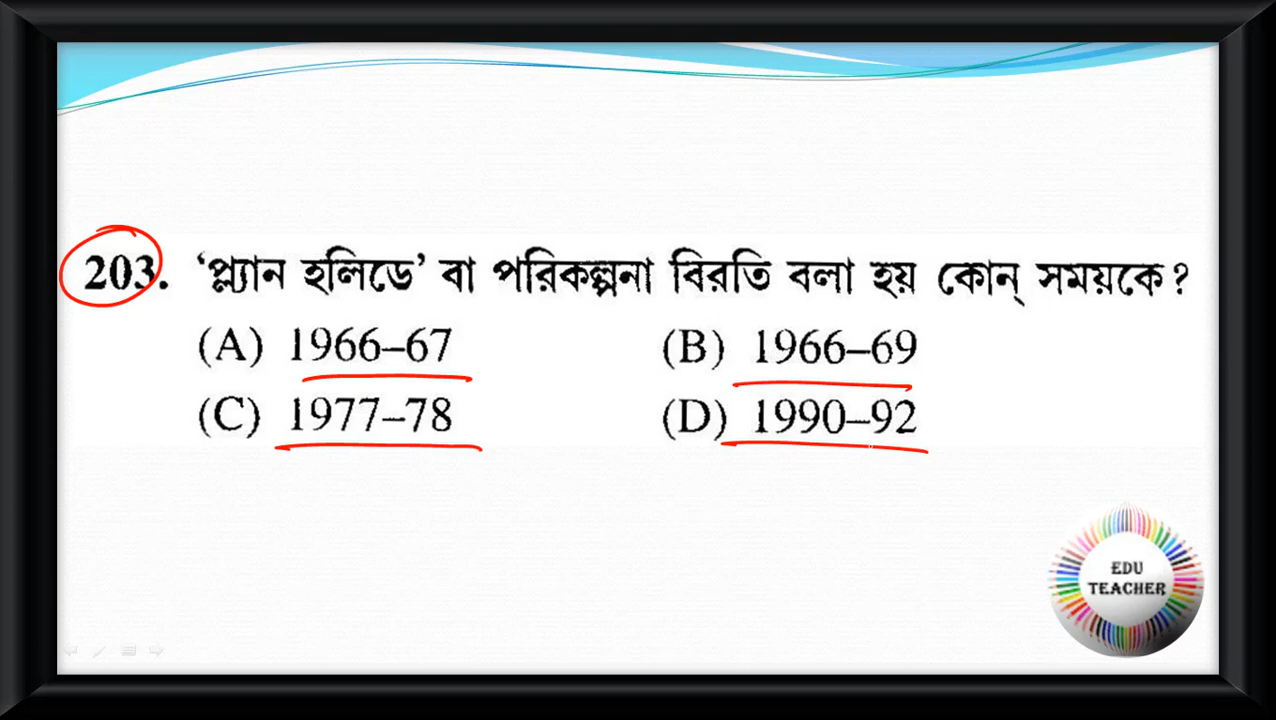 203. ‘প্ল্যান হলিডে’ বা পরিকল্পনা বিরতি বলা হয় কোন্ সময়কে?
(A) 1966–67 (B) 1966–69
(C) 1977–78 (D) 1990–92
EDU
TEACHER